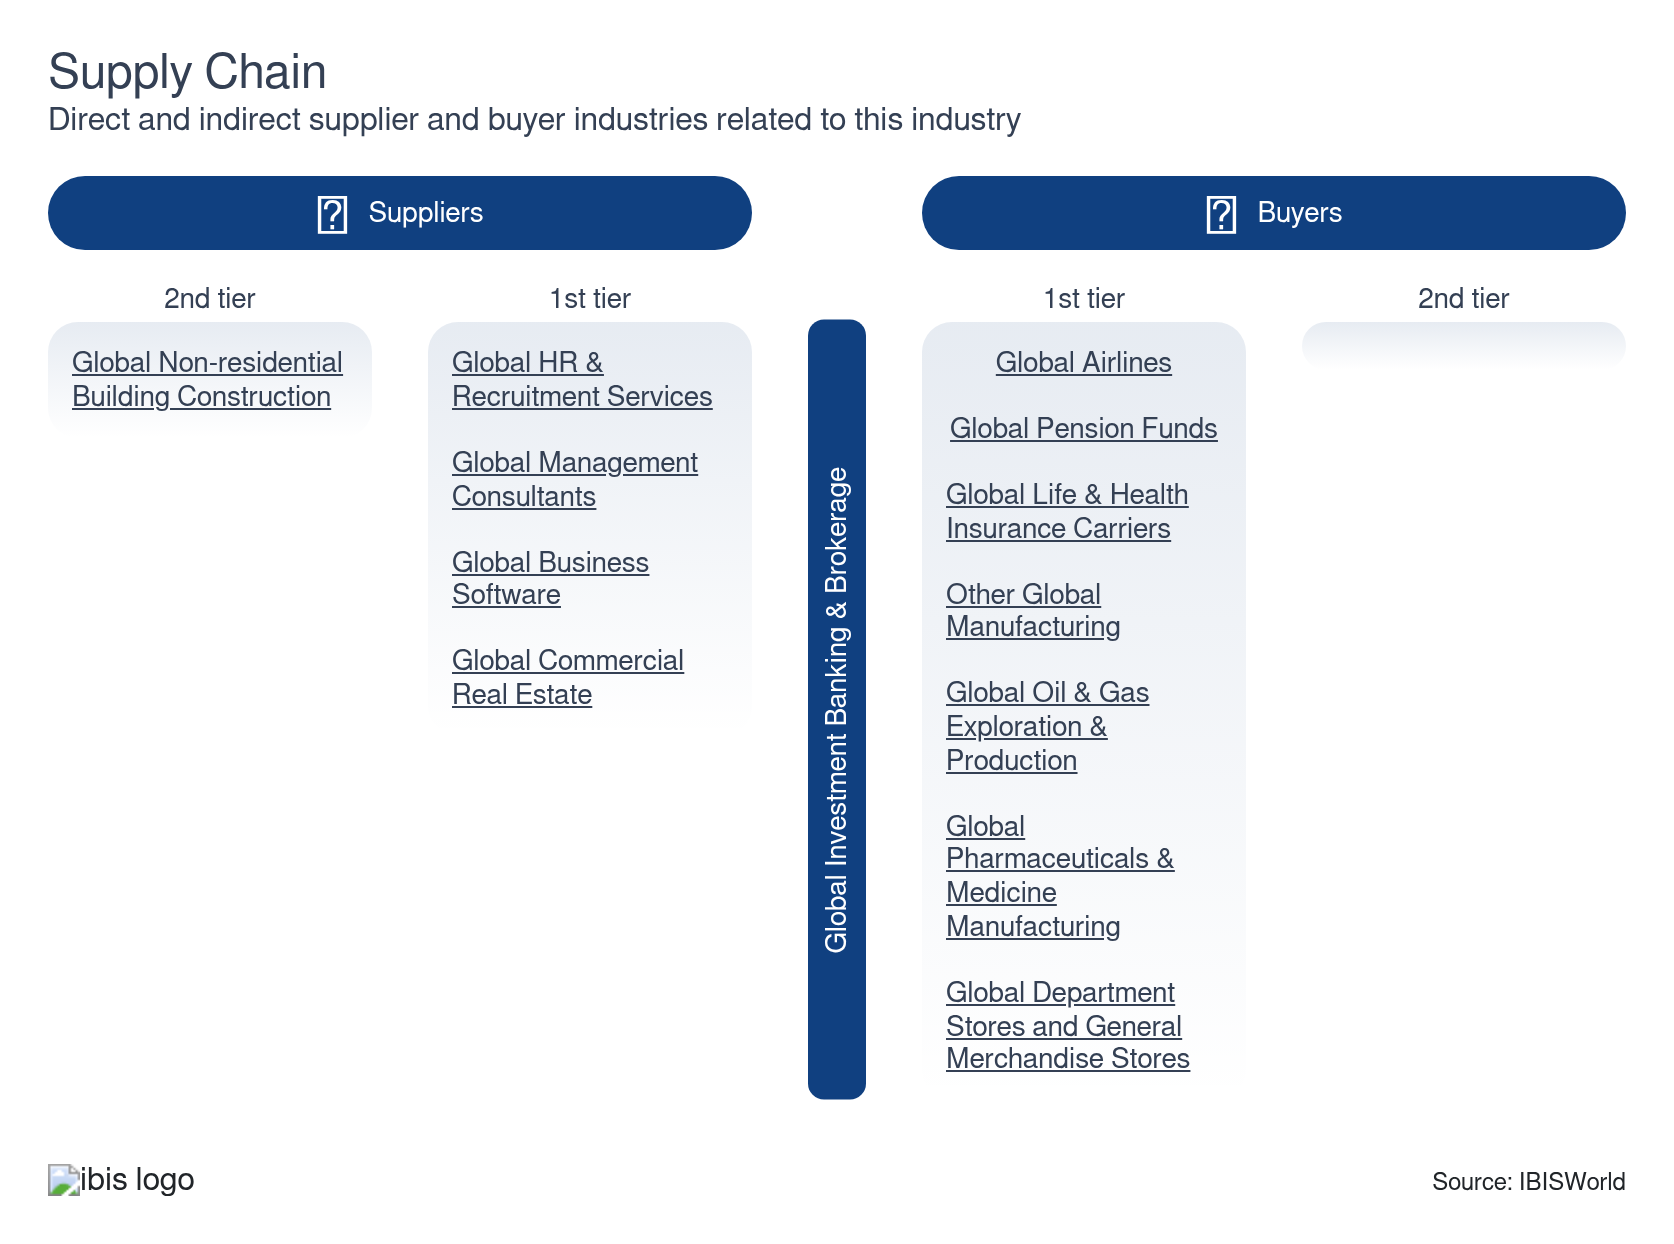 Supply Chain
Direct and indirect supplier and buyer industries related to this industry
Suppliers
Buyers
2nd tier
1st tier
1st tier
2nd tier
Global Non-residential
Building Construction
Global HR &
Recruitment Services
Global Management
Consultants
Global Business
Software
Global Commercial
Real Estate
Global Investment Banking & Brokerage
Global Airlines
Global Pension Funds
Global Life & Health
Insurance Carriers
Other Global
Manufacturing
Global Oil & Gas
Exploration &
Production
Global
Pharmaceuticals &
Medicine
Manufacturing
Global Department
Stores and General
Merchandise Stores
ibis logo
Source: IBISWorld